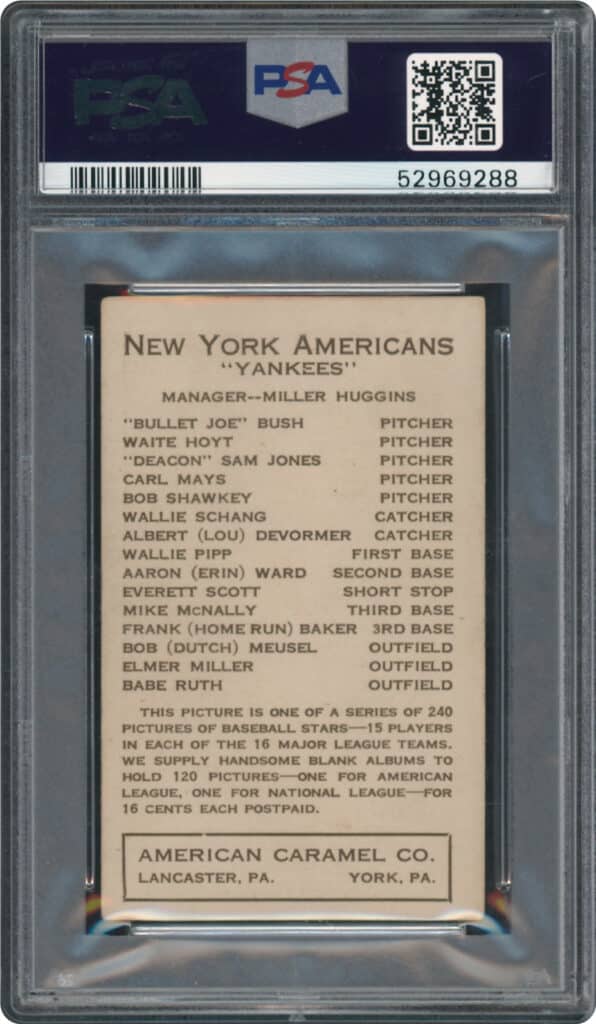 PSA
PSA
52969288
NEW YORK AMERICANS
"YANKEES"
MANAGER--MILLER HUGGINS
"BULLET JOE" BUSH PITCHER
WAITE HOYT PITCHER
"DEACON" SAM JONES PITCHER
CARL MAYS PITCHER
BOB SHAWKEY PITCHER
WALLIE SCHANG CATCHER
ALBERT (LOU) DEVORMER CATCHER
WALLIE PIPP FIRST BASE
AARON (ERIN) WARD SECOND BASE
EVERETT SCOTT SHORT STOP
MIKE McNALLY THIRD BASE
FRANK (HOME RUN) BAKER 3RD BASE
BOB (DUTCH) MEUSEL OUTFIELD
ELMER MILLER OUTFIELD
BABE RUTH OUTFIELD
THIS PICTURE IS ONE OF A SERIES OF 240
PICTURES OF BASEBALL STARS—15 PLAYERS
IN EACH OF THE 16 MAJOR LEAGUE TEAMS.
WE SUPPLY HANDSOME BLANK ALBUMS TO
HOLD 120 PICTURES—ONE FOR AMERICAN
LEAGUE, ONE FOR NATIONAL LEAGUE—FOR
16 CENTS EACH POSTPAID.
AMERICAN CARAMEL CO.
LANCASTER, PA. YORK, PA.